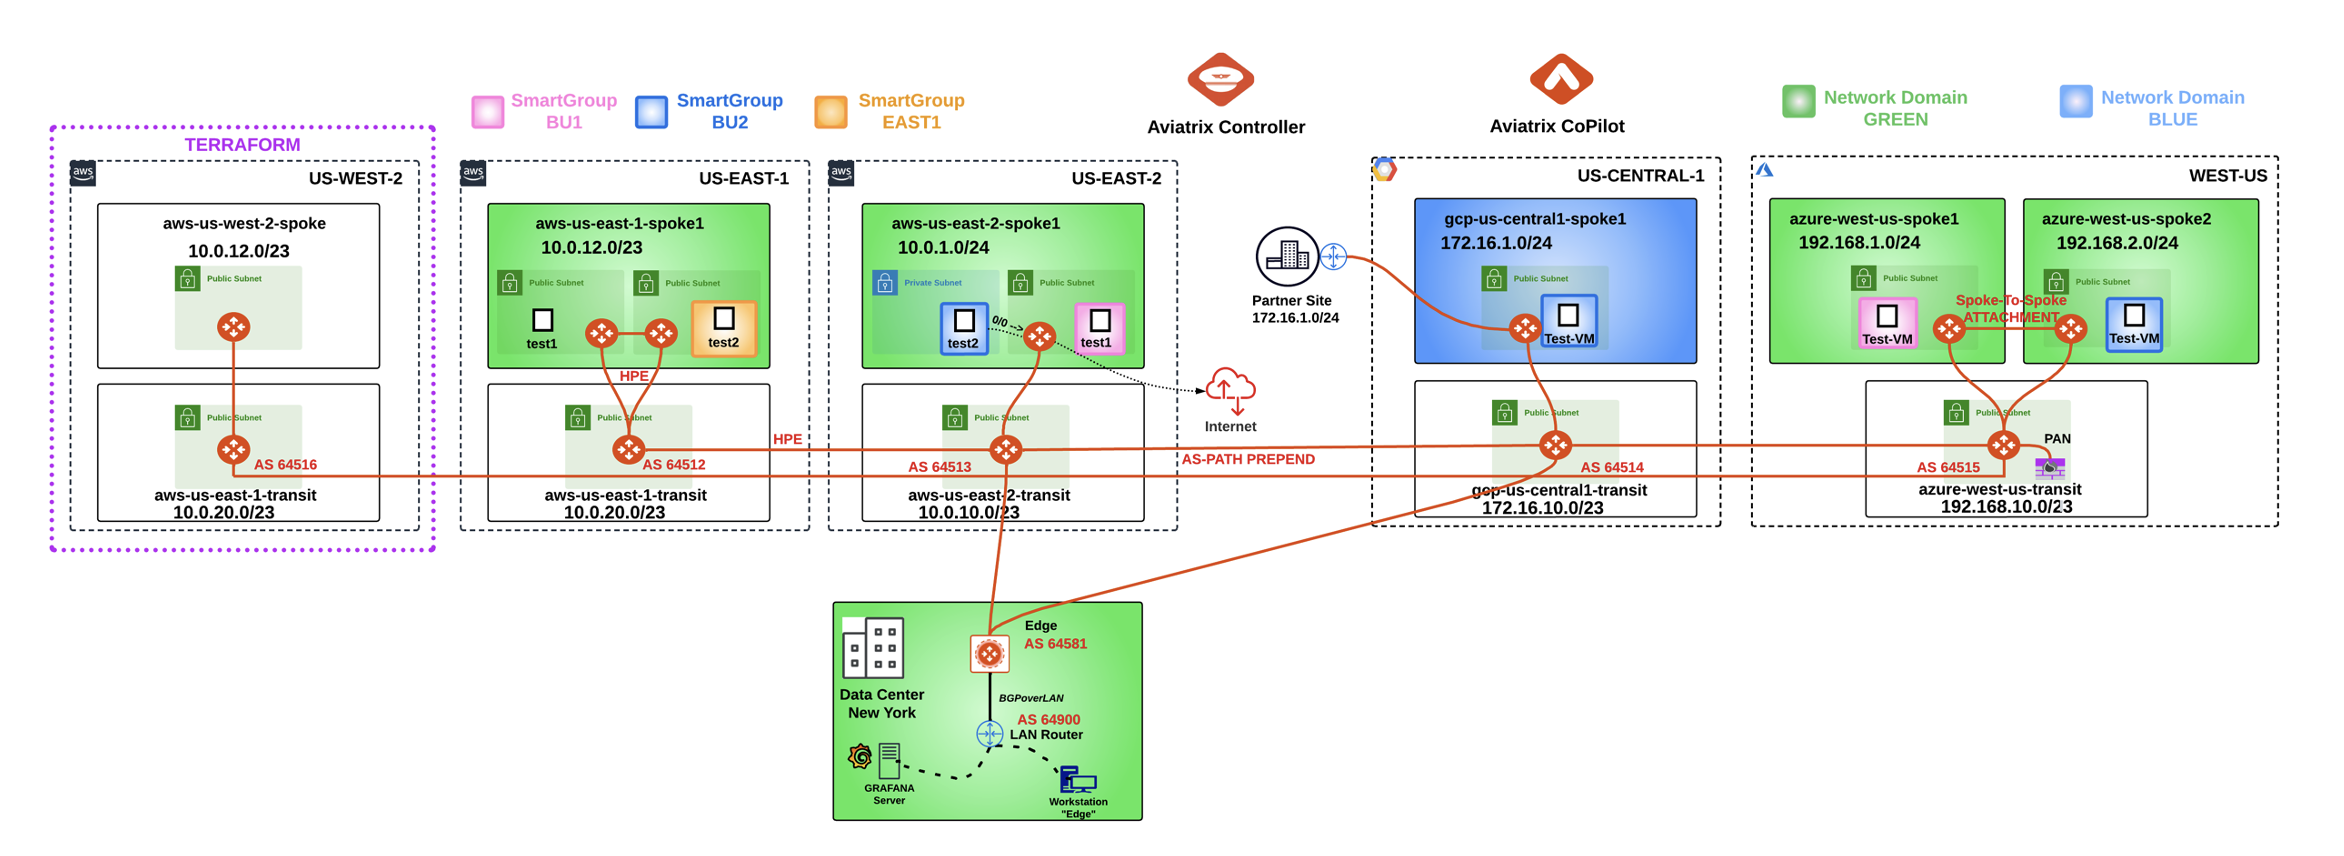 Aviatrix Controller
Aviatrix CoPilot
SmartGroup
BU1
SmartGroup
BU2
SmartGroup
EAST1
Network Domain
GREEN
Network Domain
BLUE
TERRAFORM
aws
US-WEST-2
aws-us-west-2-spoke
10.0.12.0/23
Public Subnet
Public Subnet
AS 64516
aws-us-east-1-transit
10.0.20.0/23
aws
US-EAST-1
aws-us-east-1-spoke1
10.0.12.0/23
Public Subnet
Public Subnet
test1
test2
HPE
Public Subnet
AS 64512
aws-us-east-1-transit
10.0.20.0/23
HPE
aws
US-EAST-2
aws-us-east-2-spoke1
10.0.1.0/24
Private Subnet
Public Subnet
test2
0/0 -->
test1
Public Subnet
AS 64513
aws-us-east-2-transit
10.0.10.0/23
Internet
AS-PATH PREPEND
Partner Site
172.16.1.0/24
US-CENTRAL-1
gcp-us-central1-spoke1
172.16.1.0/24
Public Subnet
Test-VM
Public Subnet
AS 64514
gcp-us-central1-transit
172.16.10.0/23
WEST-US
azure-west-us-spoke1
192.168.1.0/24
Public Subnet
Test-VM
Spoke-To-Spoke
ATTACHMENT
azure-west-us-spoke2
192.168.2.0/24
Public Subnet
Test-VM
Public Subnet
PAN
AS 64515
azure-west-us-transit
192.168.10.0/23
Edge
AS 64581
Data Center
New York
BGPoverLAN
AS 64900
LAN Router
GRAFANA
Server
Workstation
"Edge"